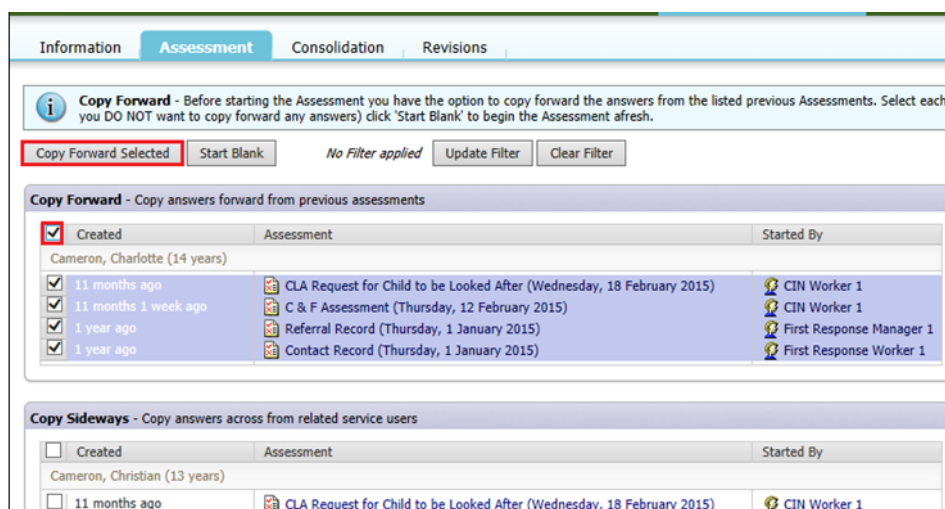 Information Assessment Consolidation Revisions
Copy Forward - Before starting the Assessment you have the option to copy forward the answers from the listed previous Assessments. Select each
you DO NOT want to copy forward any answers) click 'Start Blank' to begin the Assessment afresh.
Copy Forward Selected Start Blank No Filter applied Update Filter Clear Filter
Copy Forward - Copy answers forward from previous assessments
Created Assessment Started By
Cameron, Charlotte (14 years)
11 months ago CLA Request for Child to be Looked After (Wednesday, 18 February 2015) CIN Worker 1
11 months 1 week ago C & F Assessment (Thursday, 12 February 2015) CIN Worker 1
1 year ago Referral Record (Thursday, 1 January 2015) First Response Manager 1
1 year ago Contact Record (Thursday, 1 January 2015) First Response Worker 1
Copy Sideways - Copy answers across from related service users
Created Assessment Started By
Cameron, Christian (13 years)
11 months ago CLA Request for Child to be Looked After (Wednesday, 18 February 2015) CIN Worker 1